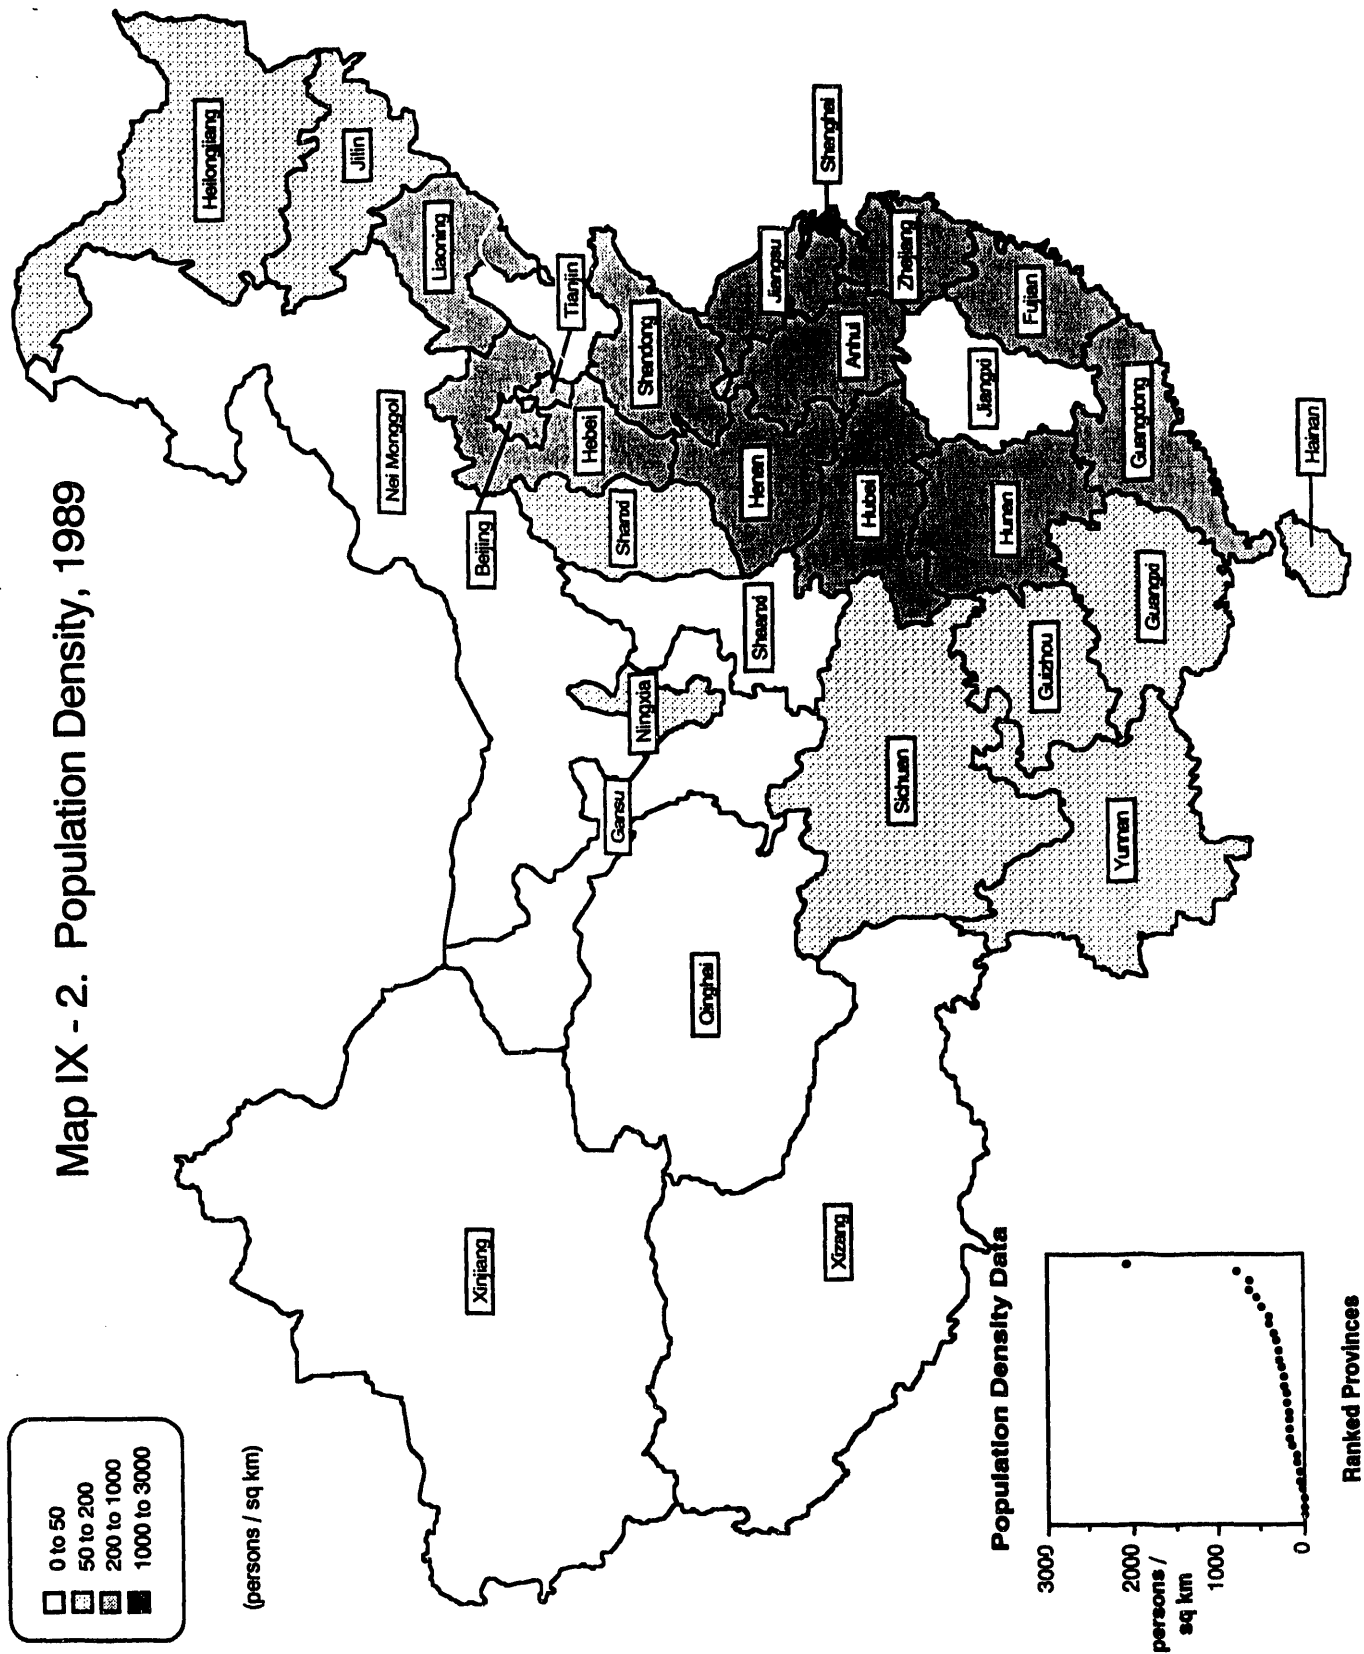 Map IX - 2. Population Density, 1989
0 to 50
50 to 200
200 to 1000
1000 to 3000
(persons / sq km)
Heilongjiang
Jilin
Liaoning
Nei Monggol
Beijing
Tianjin
Hebei
Shanxi
Shandong
Ningxia
Gansu
Xinjiang
Qinghai
Shaanxi
Henan
Jiangsu
Shanghai
Anhui
Hubei
Zhejiang
Xizang
Sichuan
Jiangxi
Hunan
Fujian
Guizhou
Yunnan
Guangxi
Guangdong
Hainan
Population Density Data
3000
2000
persons /
sq km
1000
0
Ranked Provinces